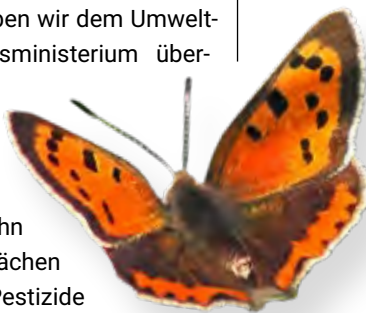 ben wir dem Umwelt-
sministerium über-
hn
ächen
Pestizide